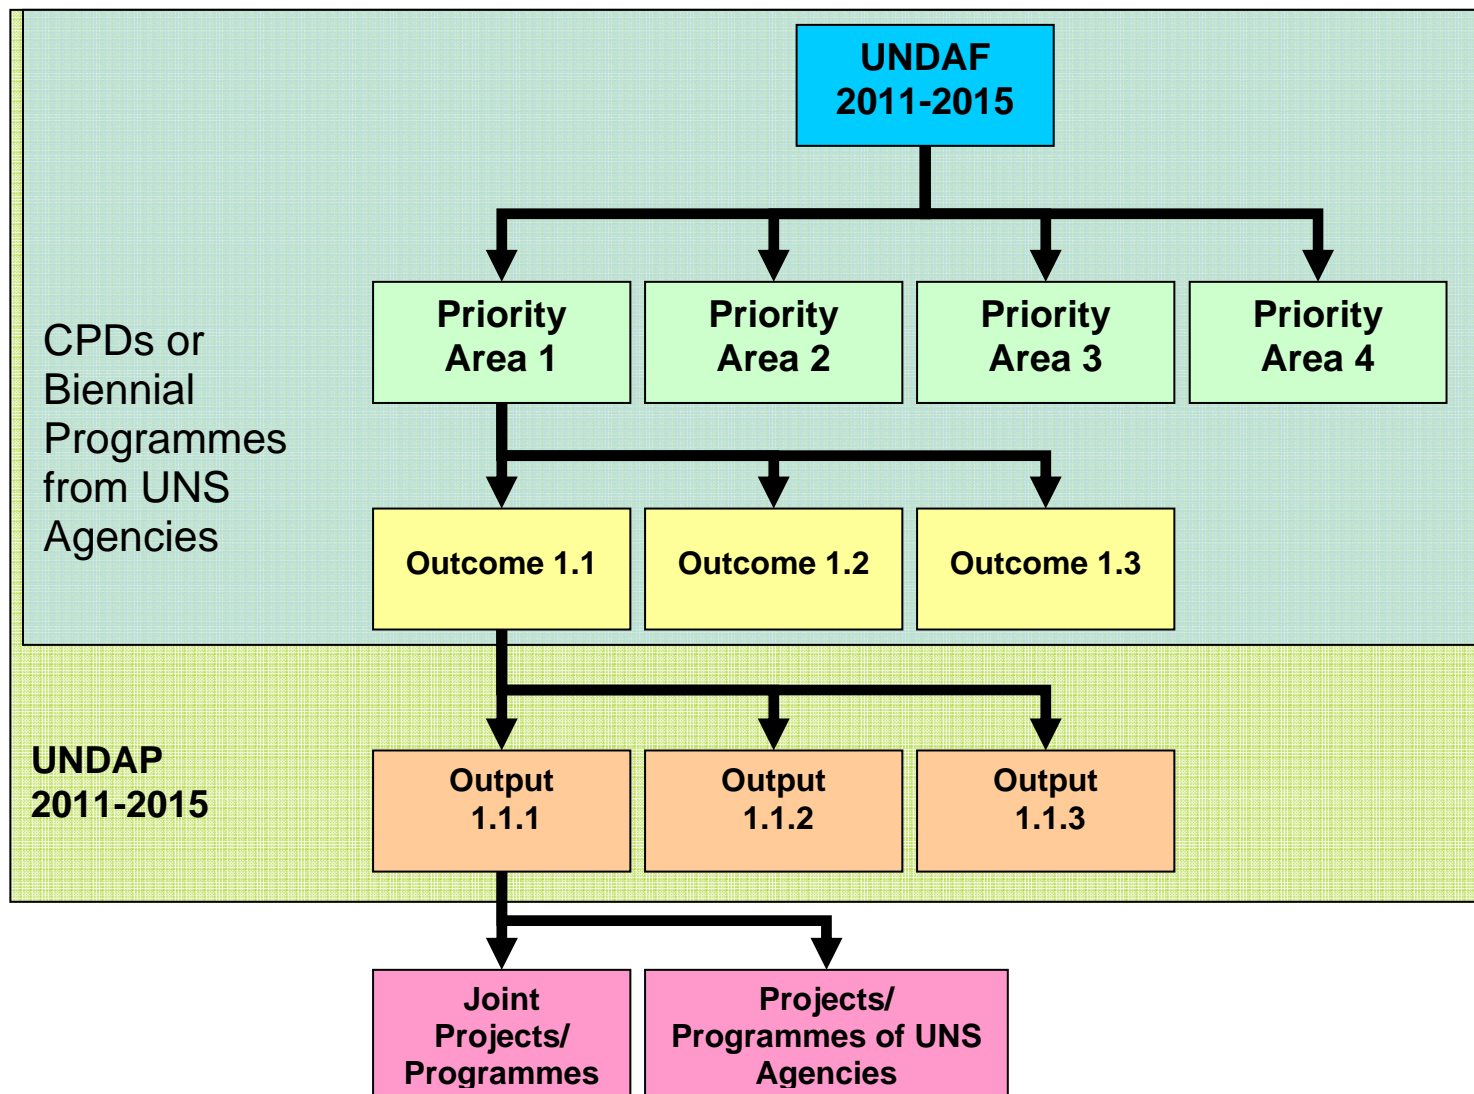 UNDAF
2011-2015
Priority
Area 1
Priority
Area 2
Priority
Area 3
Priority
Area 4
CPDs or
Biennial
Programmes
from UNS
Agencies
Outcome 1.1
Outcome 1.2
Outcome 1.3
UNDAP
2011-2015
Output
1.1.1
Output
1.1.2
Output
1.1.3
Joint
Projects/
Programmes
Projects/
Programmes of UNS
Agencies